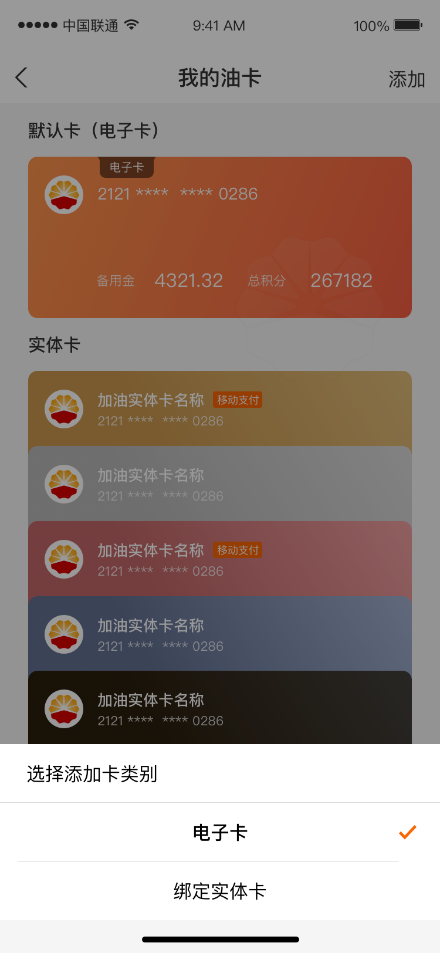 中国联通 9:41 AM 100%
我的油卡 添加
默认卡（电子卡）
电子卡
2121 **** **** 0286
备用金 4321.32 总积分 267182
实体卡
加油实体卡名称 移动支付
2121 **** **** 0286
加油实体卡名称
2121 **** **** 0286
加油实体卡名称 移动支付
2121 **** **** 0286
加油实体卡名称
2121 **** **** 0286
加油实体卡名称
2121 **** **** 0286
选择添加卡类别
电子卡
绑定实体卡